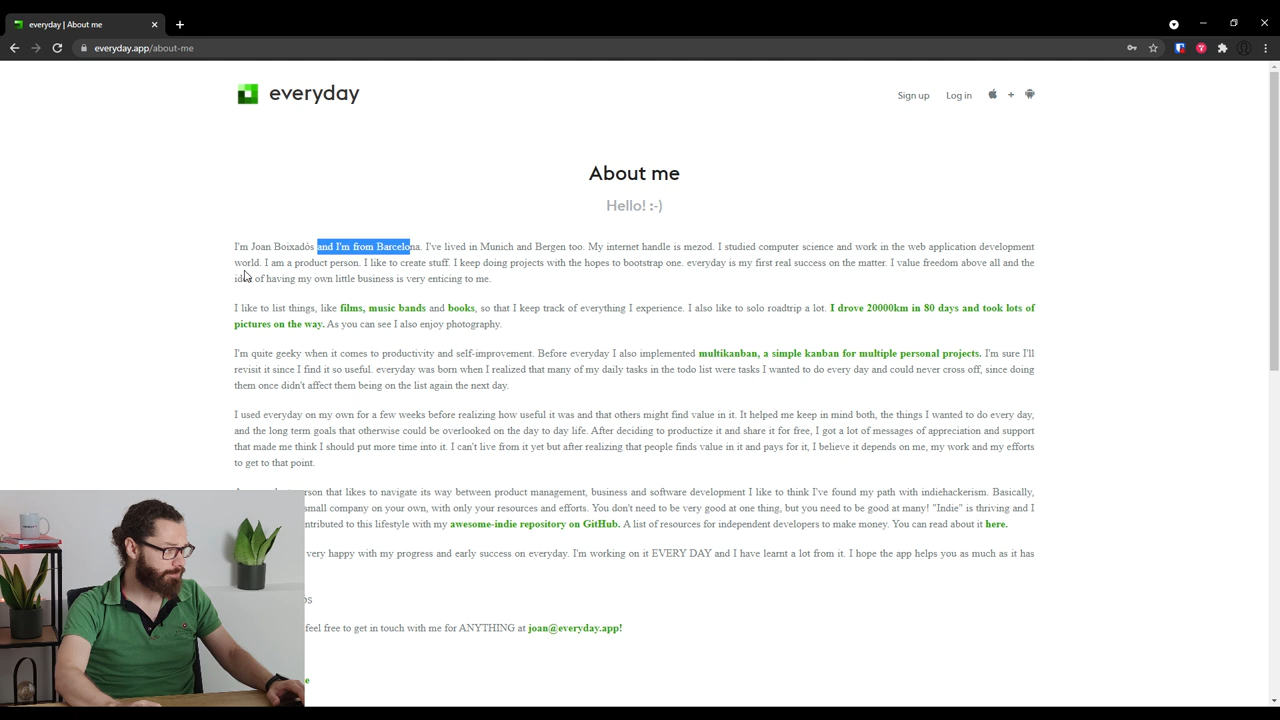 everyday | About me
everyday.app/about-me
everyday
Sign up Log in +
About me
Hello! :-)
I'm Joan Boixadós and I'm from Barcelona. I've lived in Munich and Bergen too. My internet handle is mezod. I studied computer science and work in the web application development
world. I am a product person. I like to create stuff. I keep doing projects with the hopes to bootstrap one. everyday is my first real success on the matter. I value freedom above all and the
idea of having my own little business is very enticing to me.
I like to list things, like films, music bands and books, so that I keep track of everything I experience. I also like to solo roadtrip a lot. I drove 20000km in 80 days and took lots of
pictures on the way. As you can see I also enjoy photography.
I'm quite geeky when it comes to productivity and self-improvement. Before everyday I also implemented multikanban, a simple kanban for multiple personal projects. I'm sure I'll
revisit it since I find it so useful. everyday was born when I realized that many of my daily tasks in the todo list were tasks I wanted to do every day and could never cross off, since doing
them once didn't affect them being on the list again the next day.
I used everyday on my own for a few weeks before realizing how useful it was and that others might find value in it. It helped me keep in mind both, the things I wanted to do every day,
and the long term goals that otherwise could be overlooked on the day to day life. After deciding to productize it and share it for free, I got a lot of messages of appreciation and support
that made me think I should put more time into it. I can't live from it yet but after realizing that people finds value in it and pays for it, I believe it depends on me, my work and my efforts
to get to that point.
person that likes to navigate its way between product management, business and software development I like to think I've found my path with indiehackerism. Basically,
small company on your own, with only your resources and efforts. You don't need to be very good at one thing, but you need to be good at many! "Indie" is thriving and I
contributed to this lifestyle with my awesome-indie repository on GitHub. A list of resources for independent developers to make money. You can read about it here.
very happy with my progress and early success on everyday. I'm working on it EVERY DAY and I have learnt a lot from it. I hope the app helps you as much as it has
feel free to get in touch with me for ANYTHING at joan@everyday.app!